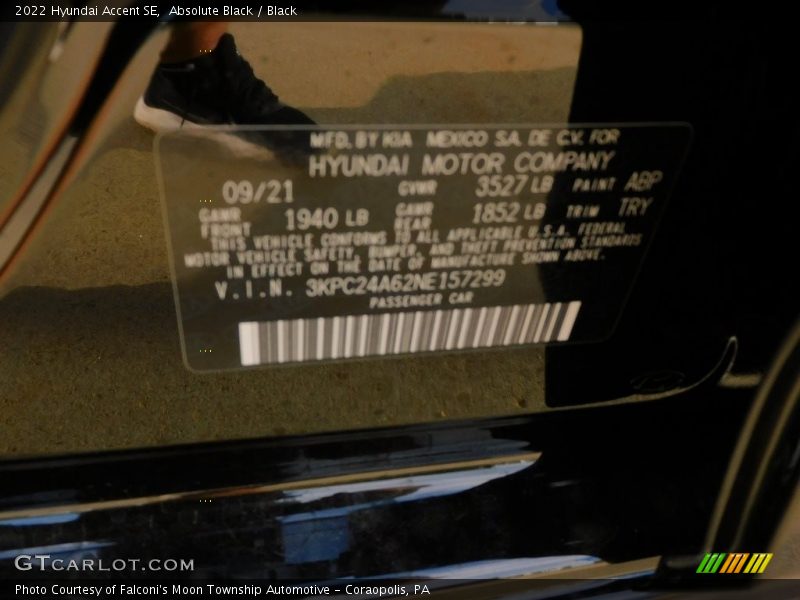 2022 Hyundai Accent SE, Absolute Black / Black
MFD. BY KIA MEXICO S.A. DE C.V. FOR
HYUNDAI MOTOR COMPANY
09/21 GVWR 3527 LB PAINT ABP
GAWR FRONT 1940 LB GAWR REAR 1852 LB TRIM TRY
THIS VEHICLE CONFORMS TO ALL APPLICABLE U.S.A. FEDERAL
MOTOR VEHICLE SAFETY, BUMPER, AND THEFT PREVENTION STANDARDS
IN EFFECT ON THE DATE OF MANUFACTURE SHOWN ABOVE.
V.I.N. 3KPC24A62NE157299
PASSENGER CAR
GTCARLOT.COM
Photo Courtesy of Falconi's Moon Township Automotive - Coraopolis, PA